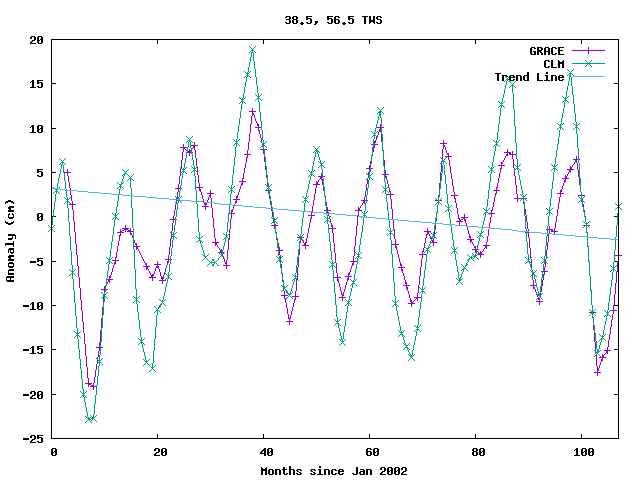 38.5, 56.5 TWS
GRACE
CLM
Trend Line
20
15
10
5
0
-5
-10
-15
-20
-25
Anomaly (cm)
0 20 40 60 80 100
Months since Jan 2002